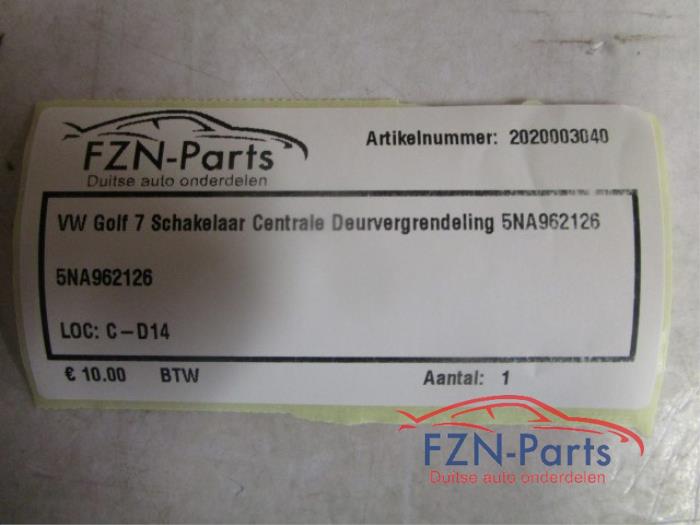 FZN-Parts
Duitse auto onderdelen
Artikelnummer: 2020003040
VW Golf 7 Schakelaar Centrale Deurvergrendeling 5NA962126
5NA962126
LOC: C-D14
€ 10.00 BTW Aantal: 1
FZN-Parts
Duitse auto onderdelen